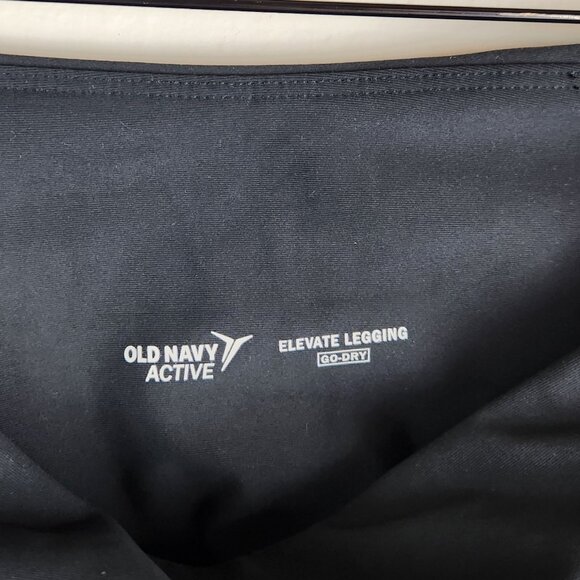 OLD NAVY
ACTIVE
ELEVATE LEGGING
GO-DRY